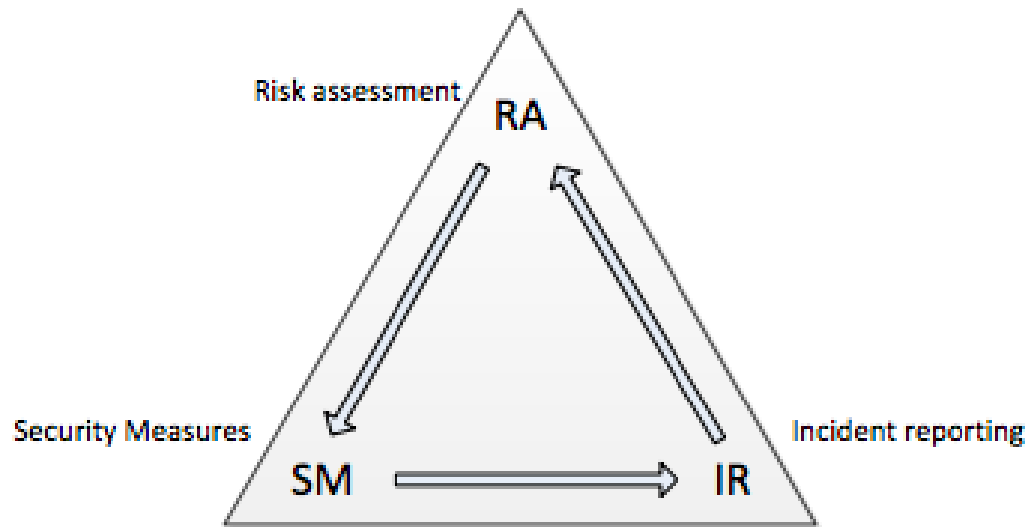 Risk assessment
RA
Security Measures
Incident reporting
SM
IR